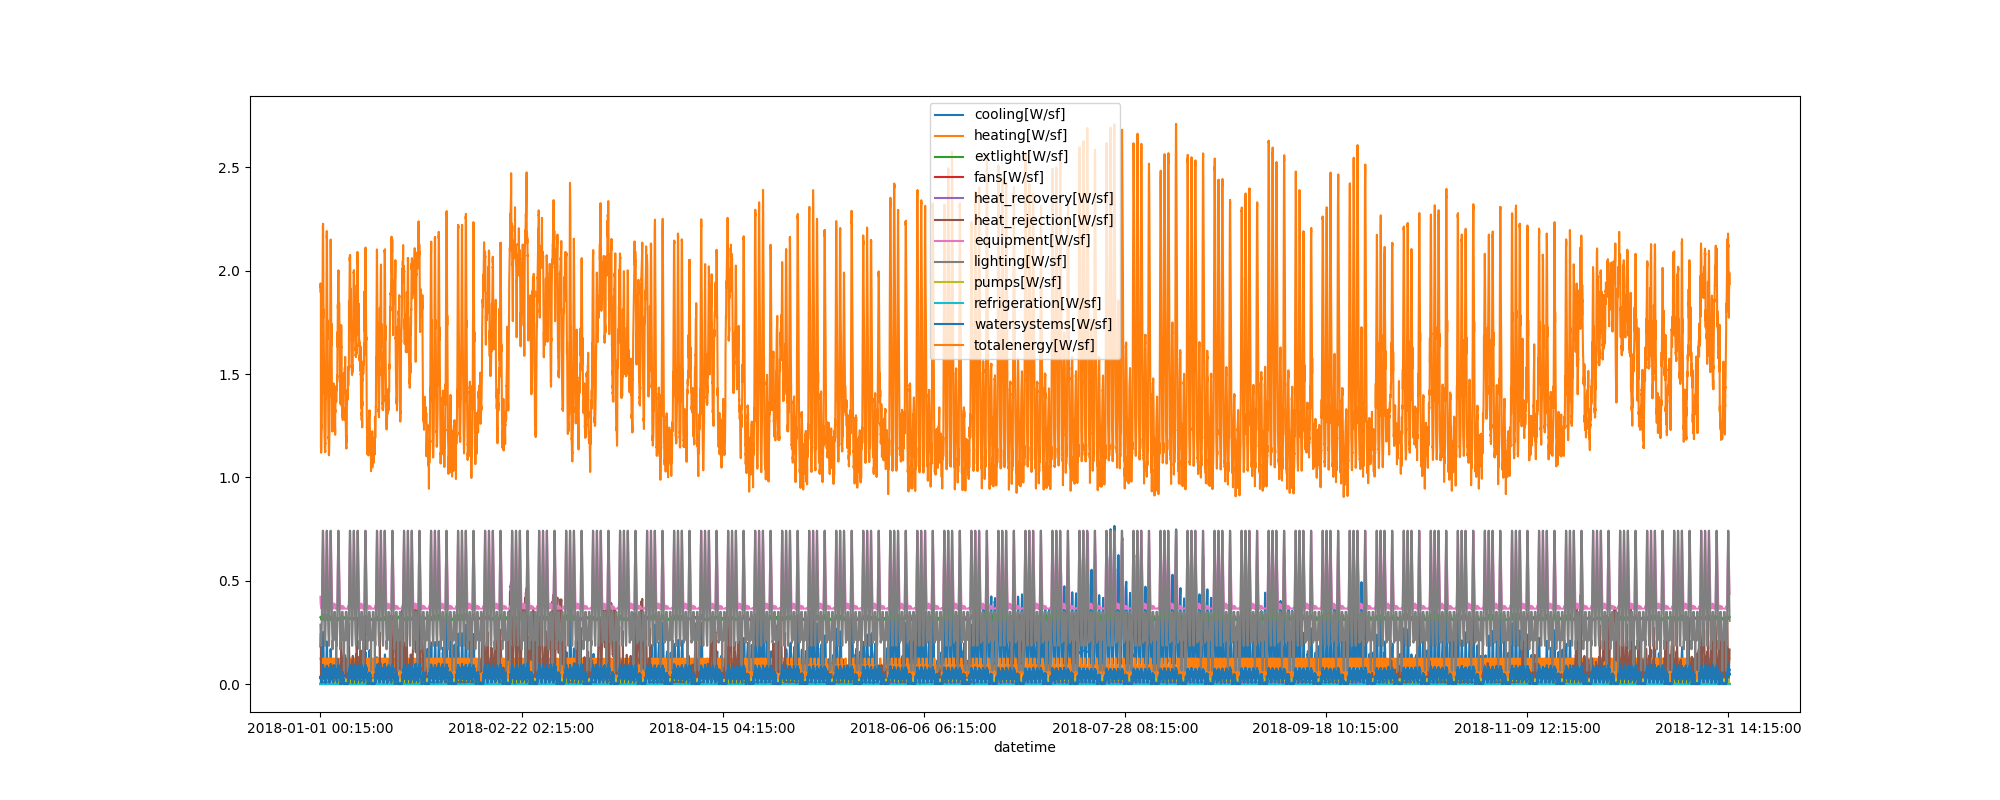 cooling[W/sf]
heating[W/sf]
extlight[W/sf]
fans[W/sf]
heat_recovery[W/sf]
heat_rejection[W/sf]
equipment[W/sf]
lighting[W/sf]
pumps[W/sf]
refrigeration[W/sf]
watersystems[W/sf]
totalenergy[W/sf]
2.5
2.0
1.5
1.0
0.5
0.0
2018-01-01 00:15:00 2018-02-22 02:15:00 2018-04-15 04:15:00 2018-06-06 06:15:00 2018-07-28 08:15:00 2018-09-18 10:15:00 2018-11-09 12:15:00 2018-12-31 14:15:00
datetime